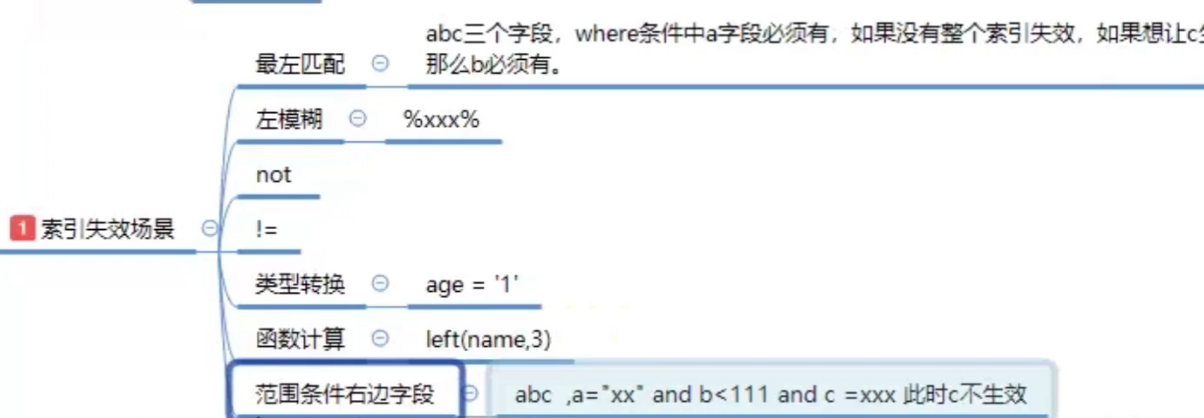 abc三个字段，where条件中a字段必须有，如果没有整个索引失效，如果想让c
最左匹配
那么b必须有。
左模糊
%xxx%
not
1 索引失效场景
!=
类型转换
age = '1'
函数计算
left(name,3)
范围条件右边字段
abc ,a="xx" and b<111 and c =xxx 此时c不生效